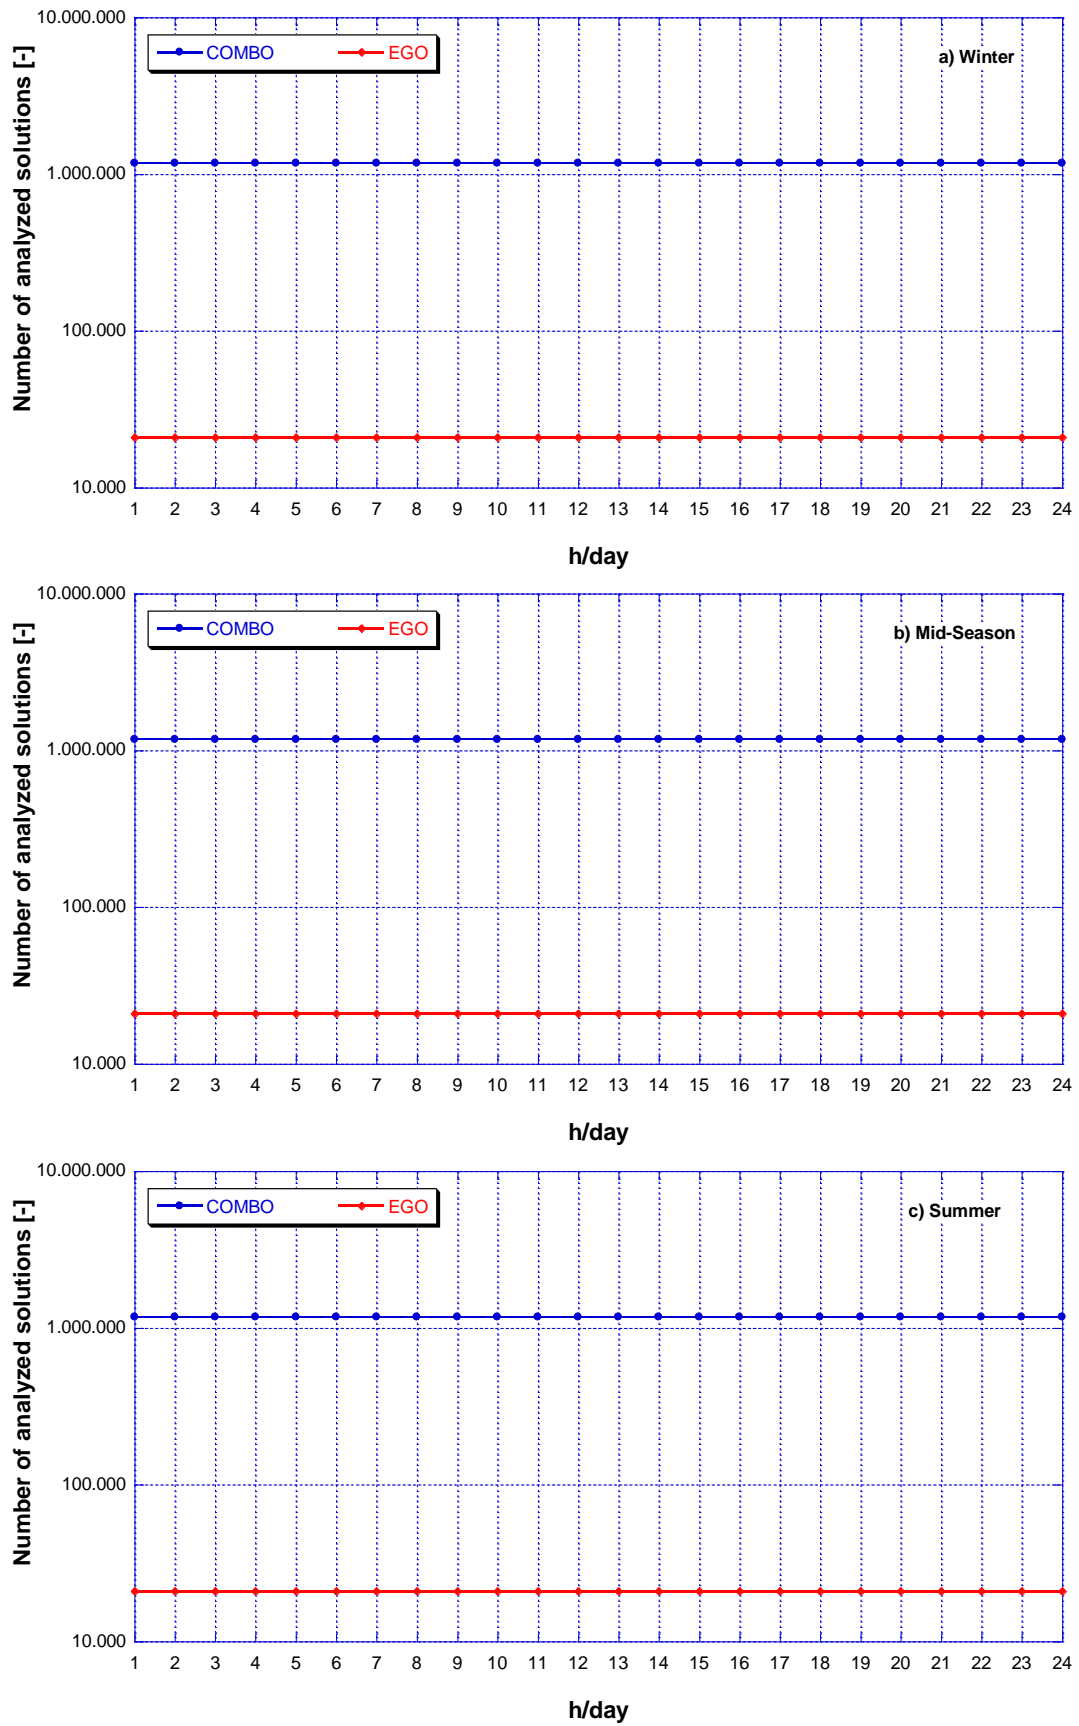 10.000.000
COMBO EGO
a) Winter
1.000.000
100.000
10.000
Number of analyzed solutions [-]
1 2 3 4 5 6 7 8 9 10 11 12 13 14 15 16 17 18 19 20 21 22 23 24
h/day
10.000.000
COMBO EGO
b) Mid-Season
1.000.000
100.000
10.000
Number of analyzed solutions [-]
1 2 3 4 5 6 7 8 9 10 11 12 13 14 15 16 17 18 19 20 21 22 23 24
h/day
10.000.000
COMBO EGO
c) Summer
1.000.000
100.000
10.000
Number of analyzed solutions [-]
1 2 3 4 5 6 7 8 9 10 11 12 13 14 15 16 17 18 19 20 21 22 23 24
h/day